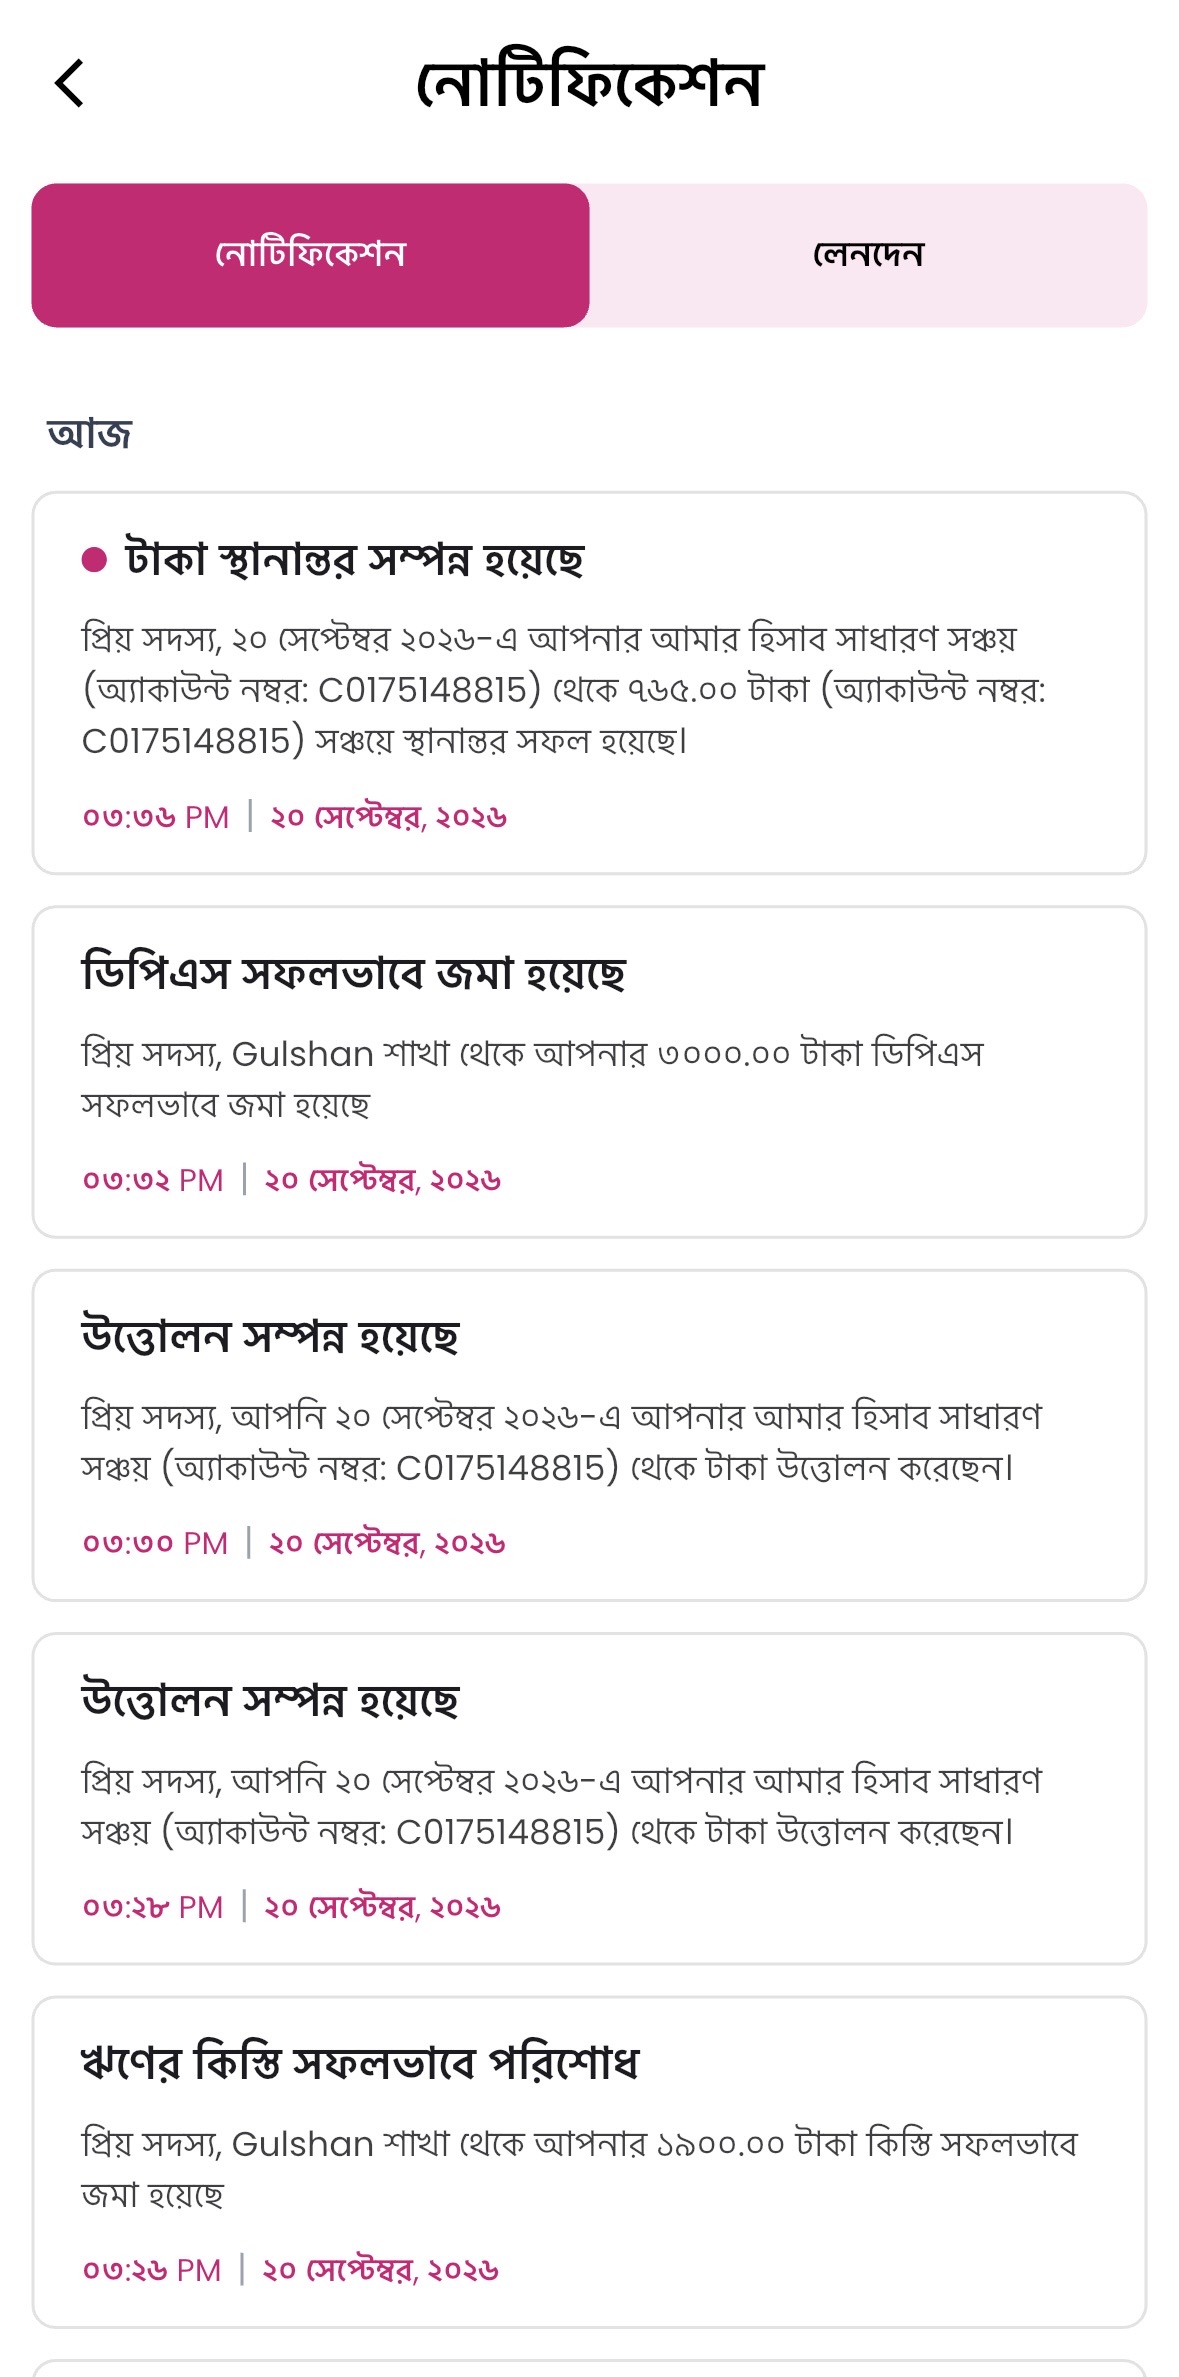 নোটিফিকেশন
নোটিফিকেশন
লেনদেন
আজ
টাকা স্থানান্তর সম্পন্ন হয়েছে
প্রিয় সদস্য, ২০ সেপ্টেম্বর ২০২৬-এ আপনার আমার হিসাব সাধারণ সঞ্চয়
(অ্যাকাউন্ট নম্বর: C0175148815) থেকে ৭৬৫.০০ টাকা (অ্যাকাউন্ট নম্বর:
C0175148815) সঞ্চয়ে স্থানান্তর সফল হয়েছে।
০৩:৩৬ PM | ২০ সেপ্টেম্বর, ২০২৬
ডিপিএস সফলভাবে জমা হয়েছে
প্রিয় সদস্য, Gulshan শাখা থেকে আপনার ৩০০০.০০ টাকা ডিপিএস
সফলভাবে জমা হয়েছে
০৩:৩২ PM | ২০ সেপ্টেম্বর, ২০২৬
উত্তোলন সম্পন্ন হয়েছে
প্রিয় সদস্য, আপনি ২০ সেপ্টেম্বর ২০২৬-এ আপনার আমার হিসাব সাধারণ
সঞ্চয় (অ্যাকাউন্ট নম্বর: C0175148815) থেকে টাকা উত্তোলন করেছেন।
০৩:৩০ PM | ২০ সেপ্টেম্বর, ২০২৬
উত্তোলন সম্পন্ন হয়েছে
প্রিয় সদস্য, আপনি ২০ সেপ্টেম্বর ২০২৬-এ আপনার আমার হিসাব সাধারণ
সঞ্চয় (অ্যাকাউন্ট নম্বর: C0175148815) থেকে টাকা উত্তোলন করেছেন।
০৩:২৮ PM | ২০ সেপ্টেম্বর, ২০২৬
ঋণের কিস্তি সফলভাবে পরিশোধ
প্রিয় সদস্য, Gulshan শাখা থেকে আপনার ১৯০০.০০ টাকা কিস্তি সফলভাবে
জমা হয়েছে
০৩:২৬ PM | ২০ সেপ্টেম্বর, ২০২৬